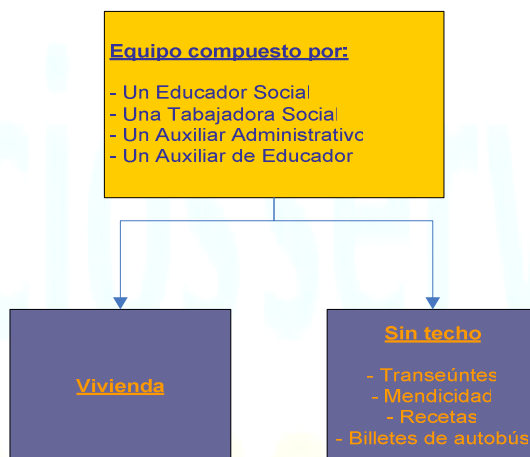 Equipo compuesto por:
- Un Educador Social
- Una Tabajadora Social
- Un Auxiliar Administrativo
- Un Auxiliar de Educador
Vivienda
Sin techo
- Transeúntes
- Mendicidad
- Recetas
- Billetes de autobús